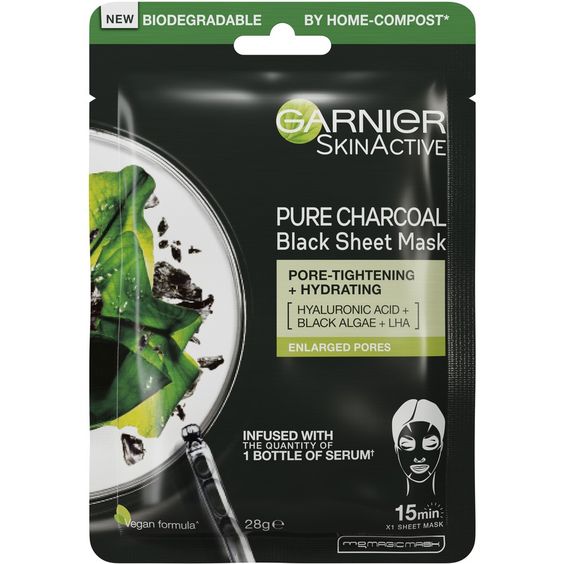 NEW BIODEGRADABLE BY HOME-COMPOST*
GARNIER
SKINACTIVE
PURE CHARCOAL
Black Sheet Mask
PORE-TIGHTENING
+ HYDRATING
[HYALURONIC ACID +
BLACK ALGAE + LHA]
ENLARGED PORES
INFUSED WITH
THE QUANTITY OF
1 BOTTLE OF SERUM†
Vegan formula^
28g℮
15min
X1 SHEET MASK